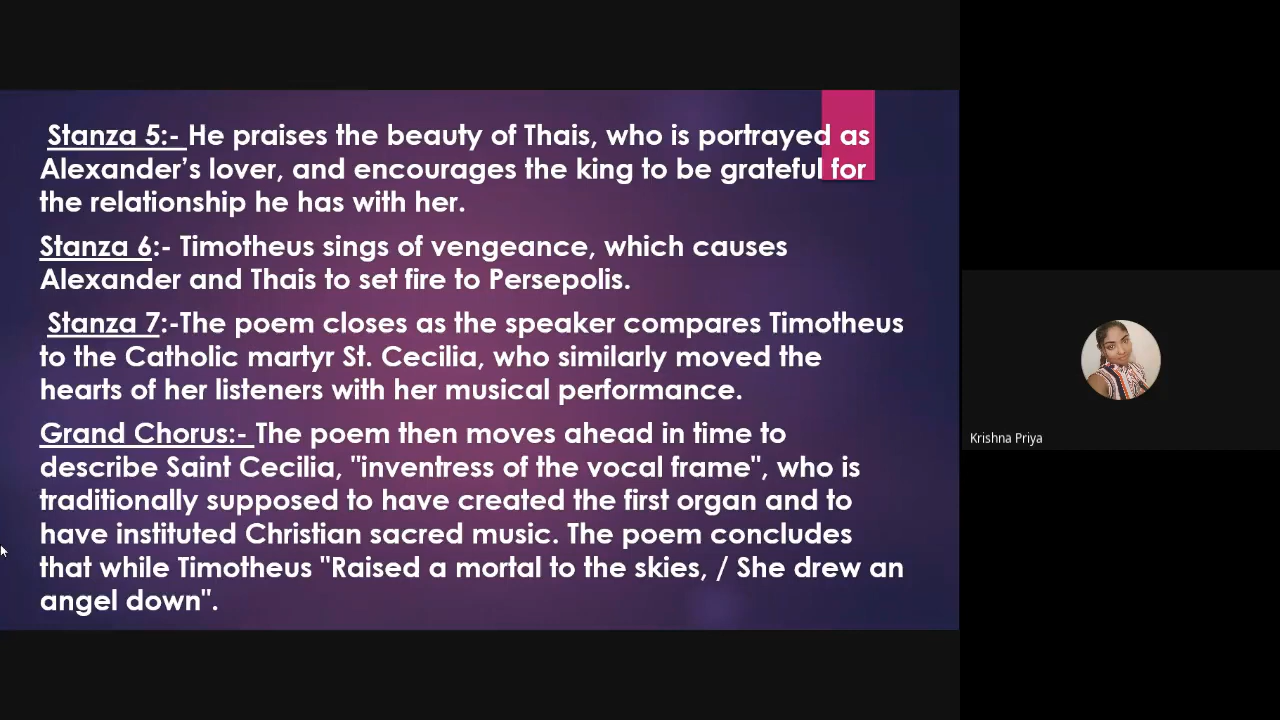 Stanza 5:- He praises the beauty of Thais, who is portrayed as
Alexander's lover, and encourages the king to be grateful for
the relationship he has with her.
Stanza 6:- Timotheus sings of vengeance, which causes
Alexander and Thais to set fire to Persepolis.
Stanza 7:-The poem closes as the speaker compares Timotheus
to the Catholic martyr St. Cecilia, who similarly moved the
hearts of her listeners with her musical performance.
Grand Chorus:- The poem then moves ahead in time to
describe Saint Cecilia, "inventress of the vocal frame", who is
traditionally supposed to have created the first organ and to
have instituted Christian sacred music. The poem concludes
that while Timotheus "Raised a mortal to the skies, / She drew an
angel down".
Krishna Priya